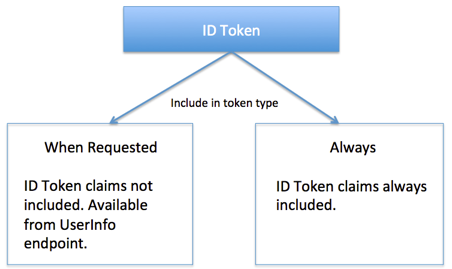 ID Token
Include in token type
When Requested
ID Token claims not
included. Available
from UserInfo
endpoint.
Always
ID Token claims always
included.